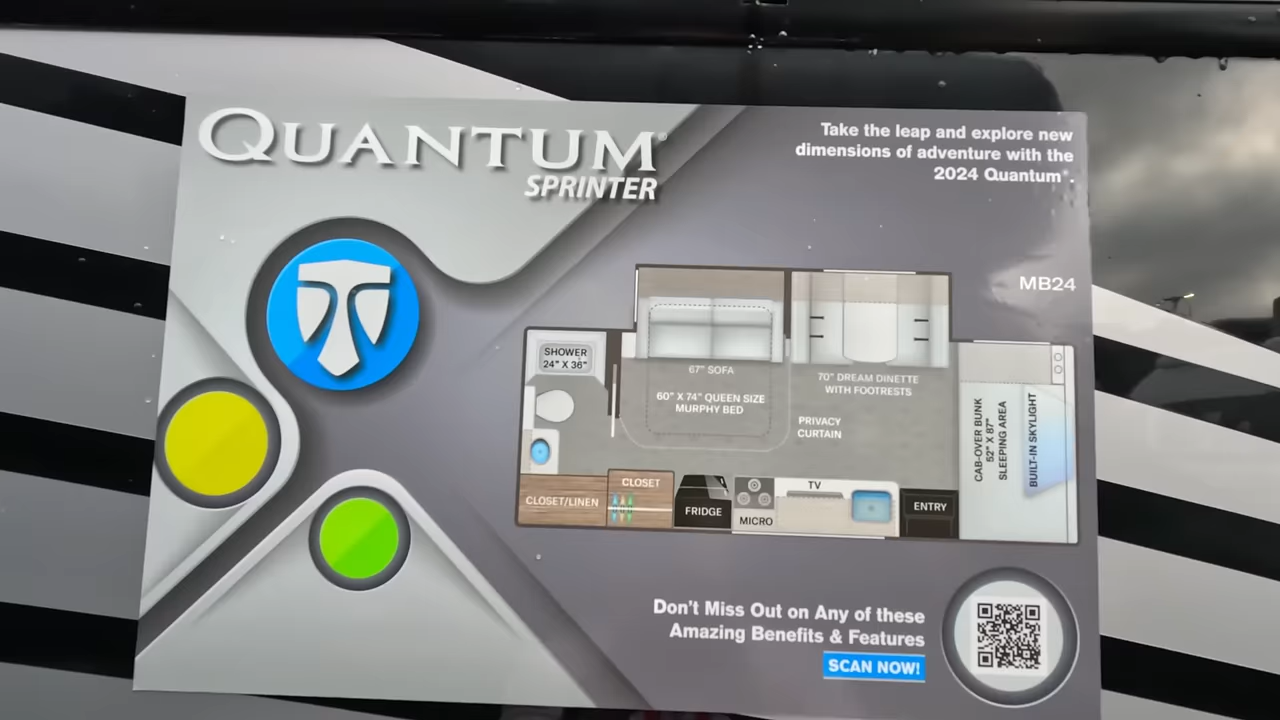 QUANTUM®
SPRINTER
Take the leap and explore new
dimensions of adventure with the
2024 Quantum®.
MB24
SHOWER
24" X 36"
67" SOFA
60" X 74" QUEEN SIZE
MURPHY BED
70" DREAM DINETTE
WITH FOOTRESTS
PRIVACY
CURTAIN
CAB-OVER BUNK
52" X 87"
SLEEPING AREA
BUILT-IN SKYLIGHT
CLOSET/LINEN
CLOSET
FRIDGE
MICRO
TV
ENTRY
Don't Miss Out on Any of these
Amazing Benefits & Features
SCAN NOW!